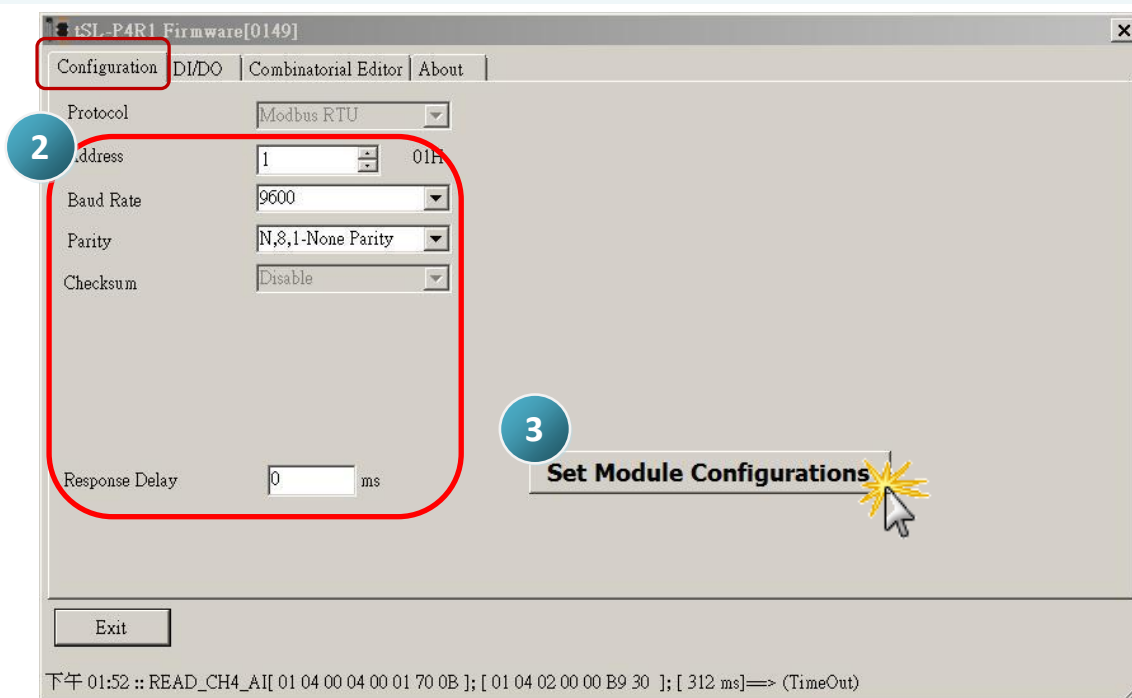 tSL-P4R1 Firmware[0149]
Configuration DI/DO Combinatorial Editor About
Protocol Modbus RTU
2
Address 1 01H
Baud Rate 9600
Parity N,8,1-None Parity
Checksum Disable
3
Set Module Configurations
Response Delay 0 ms
Exit
下午 01:52 :: READ_CH4_AI[ 01 04 00 04 00 01 70 0B ]; [ 01 04 02 00 00 B9 30 ]; [ 312 ms]==> (TimeOut)